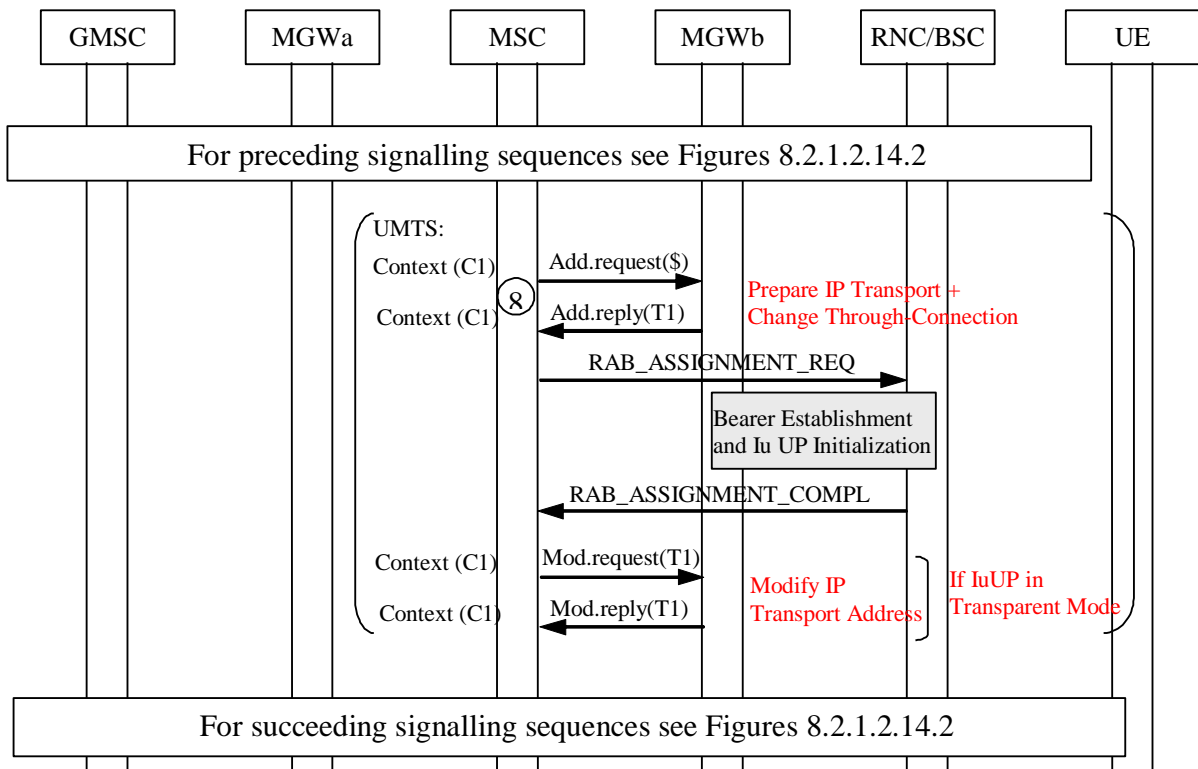 GMSC MGWa MSC MGWb RNC/BSC UE
For preceding signalling sequences see Figures 8.2.1.2.14.2
UMTS:
Context (C1) Add.request($)
8
Prepare IP Transport +
Change Through-Connection
Context (C1) Add.reply(T1)
RAB_ASSIGNMENT_REQ
Bearer Establishment
and Iu UP Initialization
RAB_ASSIGNMENT_COMPL
Context (C1) Mod.request(T1)
Modify IP
Transport Address
If IuUP in
Transparent Mode
Context (C1) Mod.reply(T1)
For succeeding signalling sequences see Figures 8.2.1.2.14.2